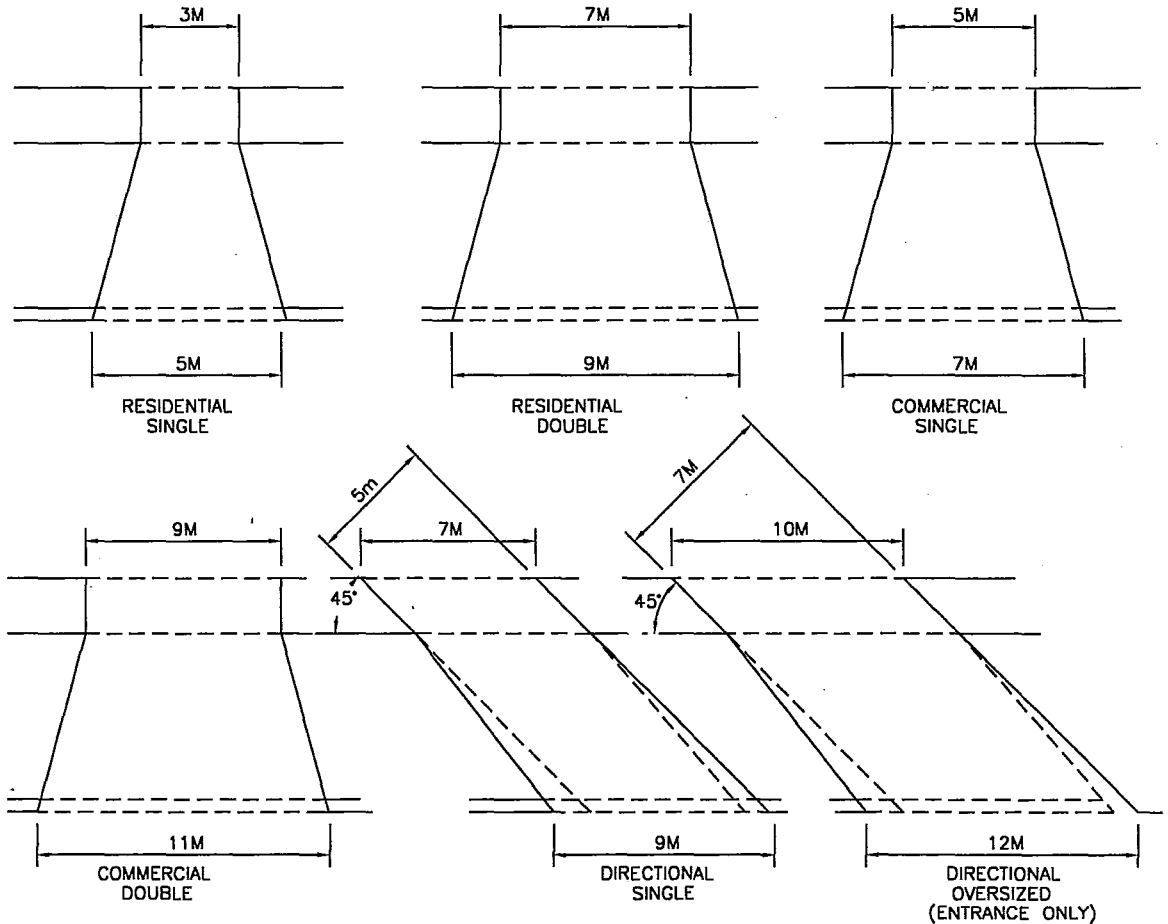 3M
7M
5M
5M
RESIDENTIAL
SINGLE
9M
RESIDENTIAL
DOUBLE
7M
COMMERCIAL
SINGLE
9M
5m
7M
7M
10M
45°
45°
11M
COMMERCIAL
DOUBLE
9M
DIRECTIONAL
SINGLE
12M
DIRECTIONAL
OVERSIZED
(ENTRANCE ONLY)